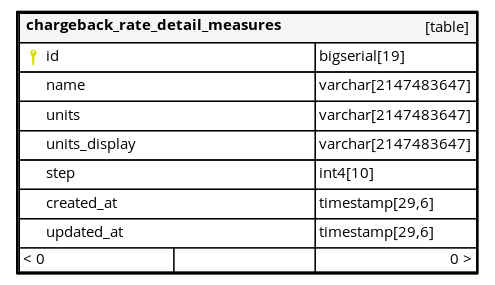 chargeback_rate_detail_measures [table]
id bigserial[19]
name varchar[2147483647]
units varchar[2147483647]
units_display varchar[2147483647]
step int4[10]
created_at timestamp[29,6]
updated_at timestamp[29,6]
< 0 0 >